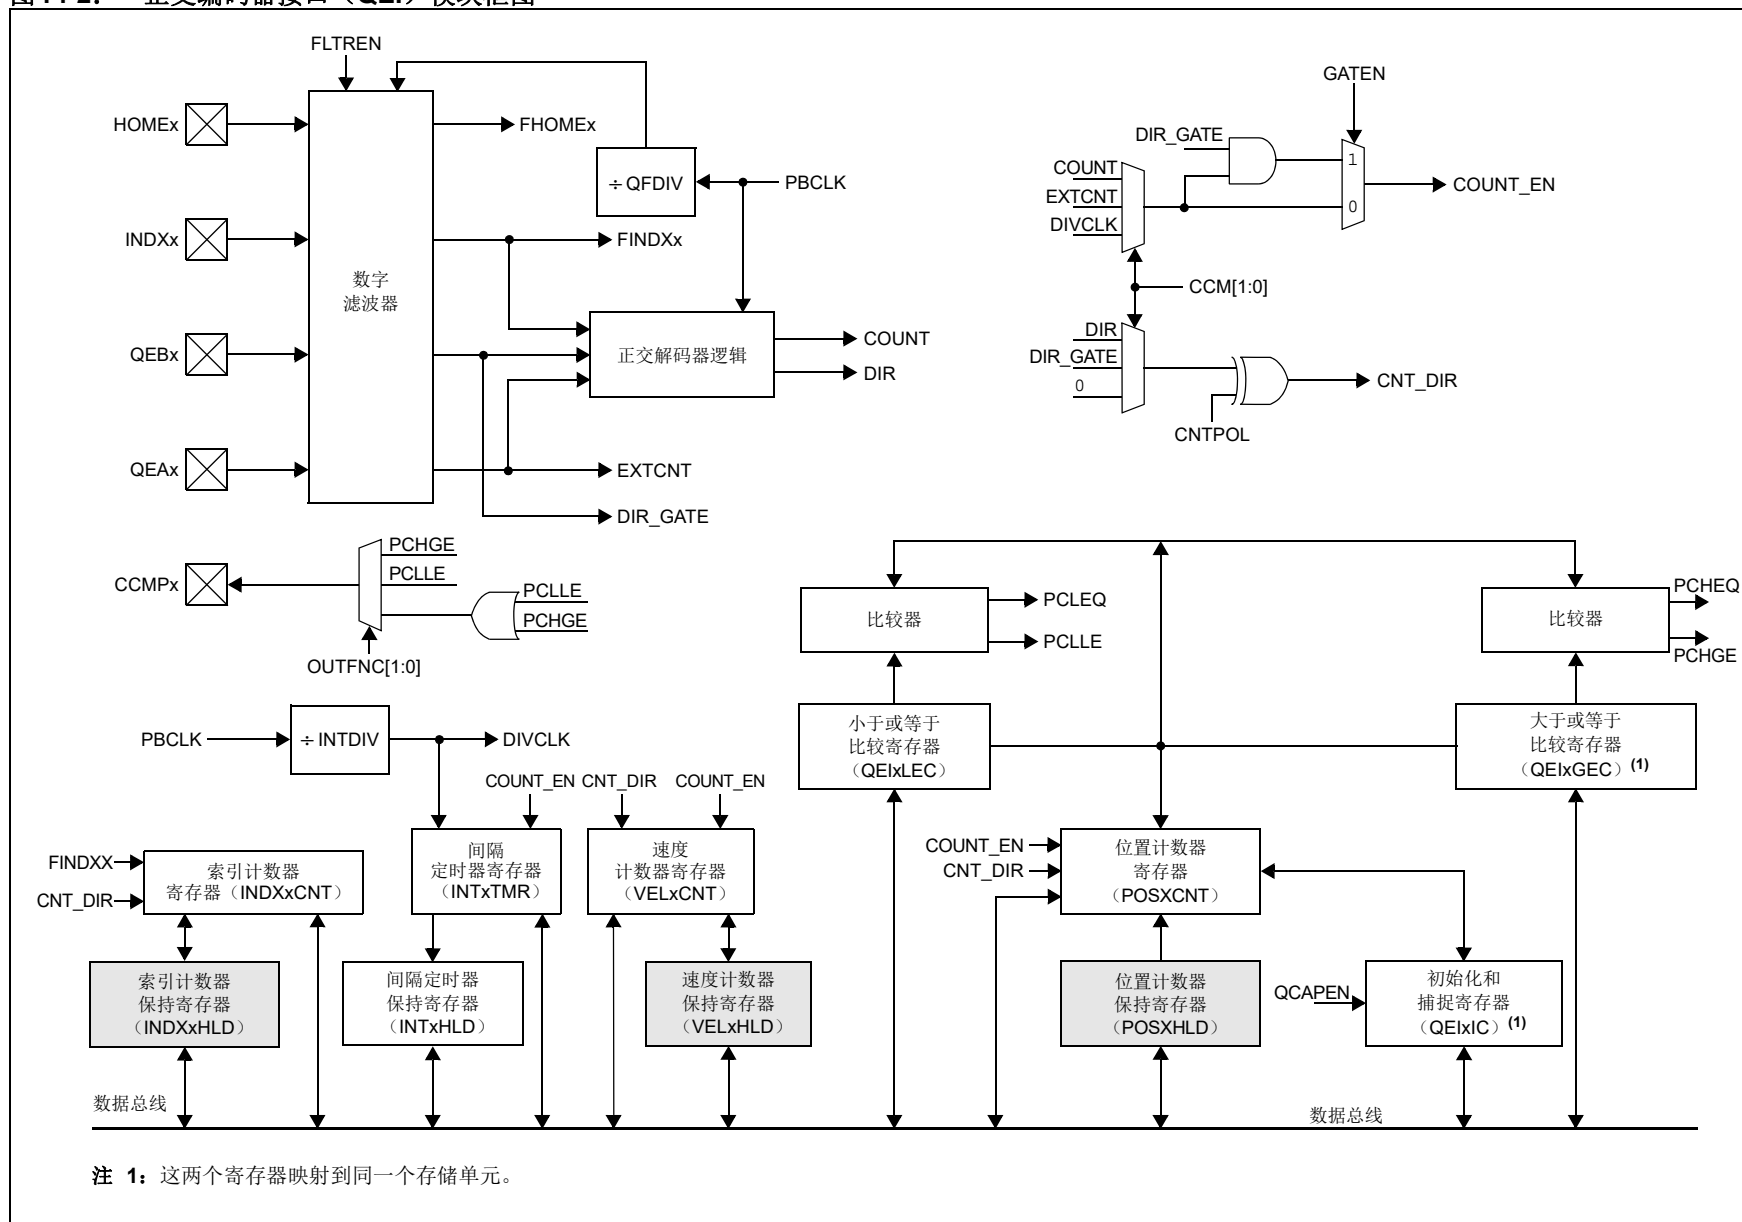 FLTREN
HOMEx
FHOMEx
÷ QFDIV
PBCLK
INDXx
FINDXx
数字
滤波器
QEBx
正交解码器逻辑
COUNT
DIR
QEAx
EXTCNT
DIR_GATE
GATEN
DIR_GATE
COUNT
EXTCNT
DIVCLK
1
0
COUNT_EN
CCM[1:0]
DIR
DIR_GATE
0
CNT_DIR
CNTPOL
CCMPx
PCHGE
PCLLE
PCLLE
PCHGE
OUTFNC[1:0]
比较器
PCLEQ
PCLLE
比较器
PCHEQ
PCHGE
PBCLK
÷ INTDIV
DIVCLK
小于或等于
比较寄存器
（QEIxLEC）
大于或等于
比较寄存器
（QEIxGEC）(1)
COUNT_EN
CNT_DIR
COUNT_EN
FINDXX
CNT_DIR
索引计数器
寄存器（INDXxCNT）
间隔
定时器寄存器
（INTxTMR）
速度
计数器寄存器
（VELxCNT）
COUNT_EN
CNT_DIR
位置计数器
寄存器
（POSXCNT）
索引计数器
保持寄存器
（INDXxHLD）
间隔定时器
保持寄存器
（INTxHLD）
速度计数器
保持寄存器
（VELxHLD）
位置计数器
保持寄存器
（POSXHLD）
QCAPEN
初始化和
捕捉寄存器
（QEIxIC）(1)
数据总线
数据总线
注 1：这两个寄存器映射到同一个存储单元。